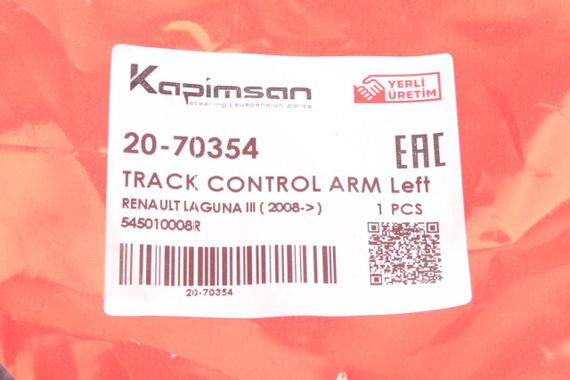 Kapimsan
steering & suspension parts
YERLİ
ÜRETİM
20-70354
EAC
TRACK CONTROL ARM Left
RENAULT LAGUNA III ( 2008-> )
1 PCS
545010008R
20-70354